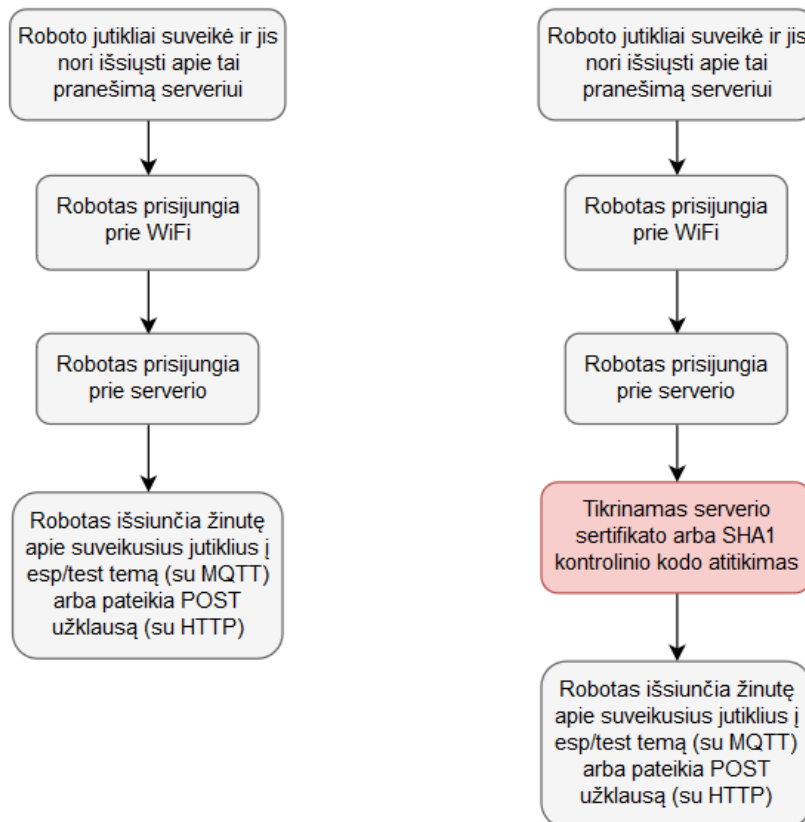 Roboto jutikliai suveikė ir jis
nori išsiųsti apie tai
pranešimą serveriui
Robotas prisijungia
prie WiFi
Robotas prisijungia
prie serverio
Robotas išsiunčia žinutę
apie suveikusius jutiklius į
esp/test temą (su MQTT)
arba pateikia POST
užklausą (su HTTP)
Roboto jutikliai suveikė ir jis
nori išsiųsti apie tai
pranešimą serveriui
Robotas prisijungia
prie WiFi
Robotas prisijungia
prie serverio
Tikrinamas serverio
sertifikato arba SHA1
kontrolinio kodo atitikimas
Robotas išsiunčia žinutę
apie suveikusius jutiklius į
esp/test temą (su MQTT)
arba pateikia POST
užklausą (su HTTP)